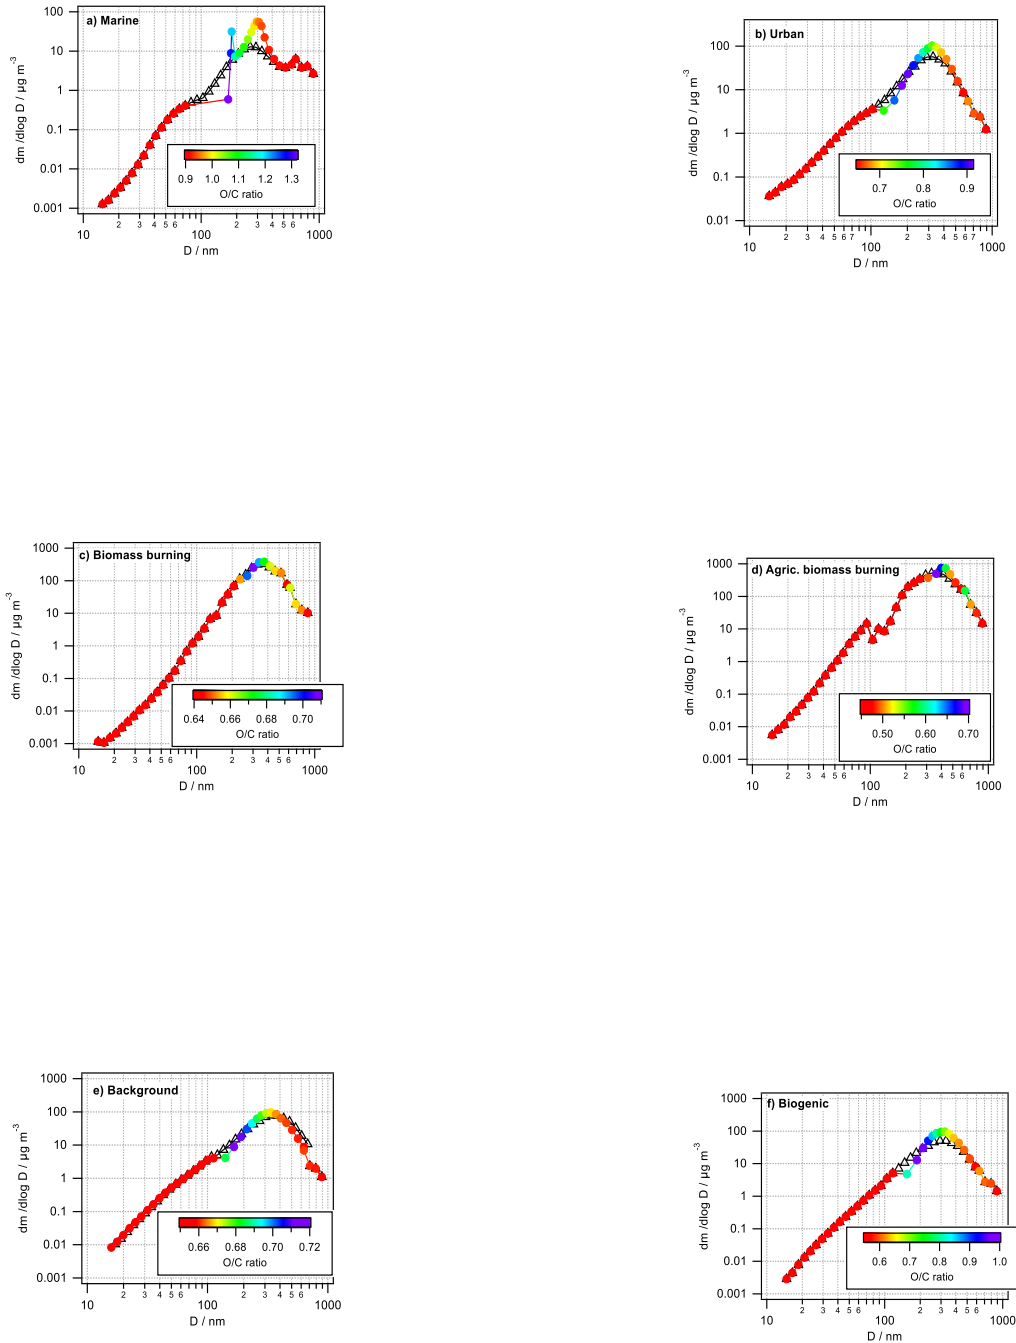 a) Marine
100
10
1
0.1
0.01
0.001
dm /dlog D / µg m⁻³
0.9 1.0 1.1 1.2 1.3
O/C ratio
10 2 3 4 5 6 100 2 3 4 5 6 1000
D / nm
b) Urban
100
10
1
0.1
0.01
dm /dlog D / µg m⁻³
0.7 0.8 0.9
O/C ratio
10 2 3 4 5 6 7 100 2 3 4 5 6 7 1000
D / nm
c) Biomass burning
1000
100
10
1
0.1
0.01
0.001
dm /dlog D / µg m⁻³
0.64 0.66 0.68 0.70
O/C ratio
10 2 3 4 5 6 100 2 3 4 5 6 1000
D / nm
d) Agric. biomass burning
1000
100
10
1
0.1
0.01
0.001
dm /dlog D / µg m⁻³
0.50 0.60 0.70
O/C ratio
10 2 3 4 5 6 100 2 3 4 5 6 1000
D / nm
e) Background
1000
100
10
1
0.1
0.01
0.001
dm /dlog D / µg m⁻³
0.66 0.68 0.70 0.72
O/C ratio
10 2 3 4 5 6 100 2 3 4 5 6 1000
D / nm
f) Biogenic
1000
100
10
1
0.1
0.01
0.001
dm /dlog D / µg m⁻³
0.6 0.7 0.8 0.9 1.0
O/C ratio
10 2 3 4 5 6 100 2 3 4 5 6 1000
D / nm